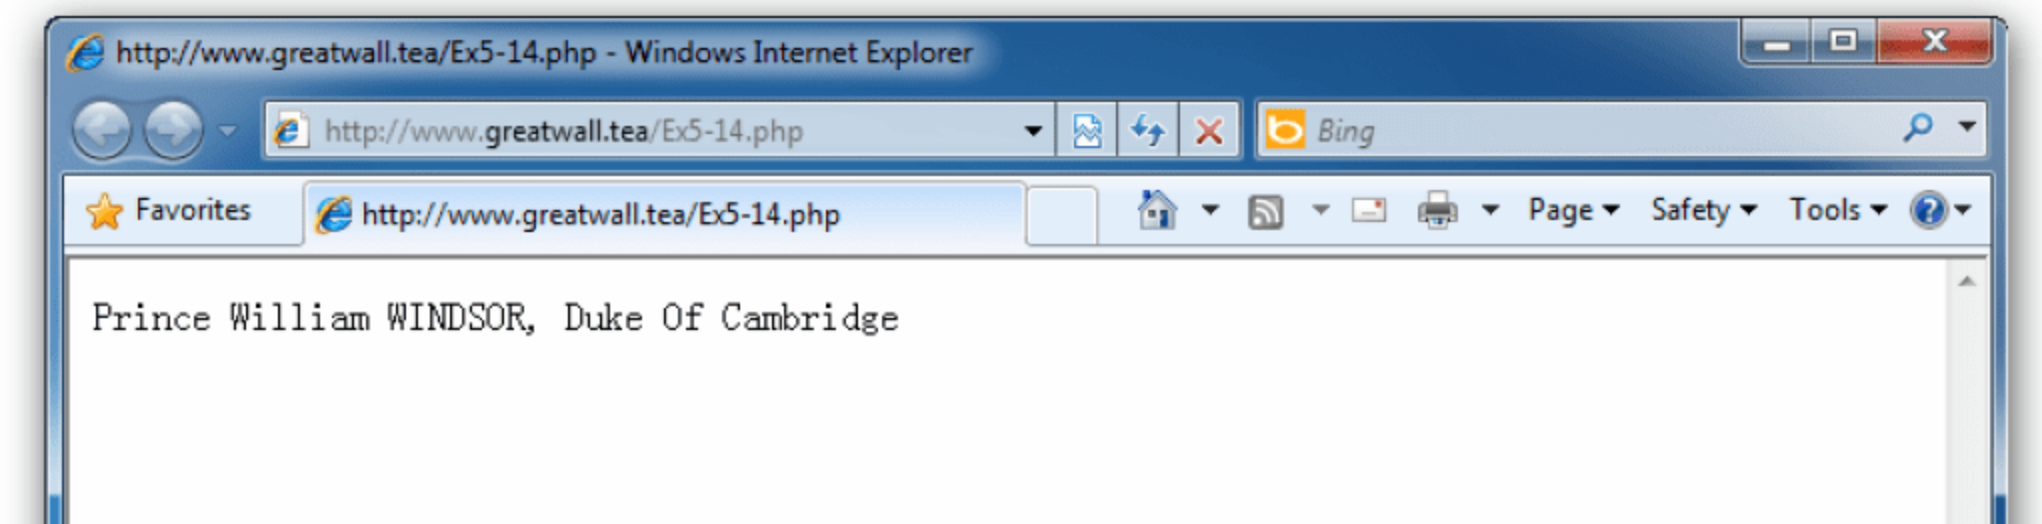 http://www.greatwall.tea/Ex5-14.php - Windows Internet Explorer
http://www.greatwall.tea/Ex5-14.php Bing
Favorites http://www.greatwall.tea/Ex5-14.php Page Safety Tools
Prince William WINDSOR, Duke Of Cambridge